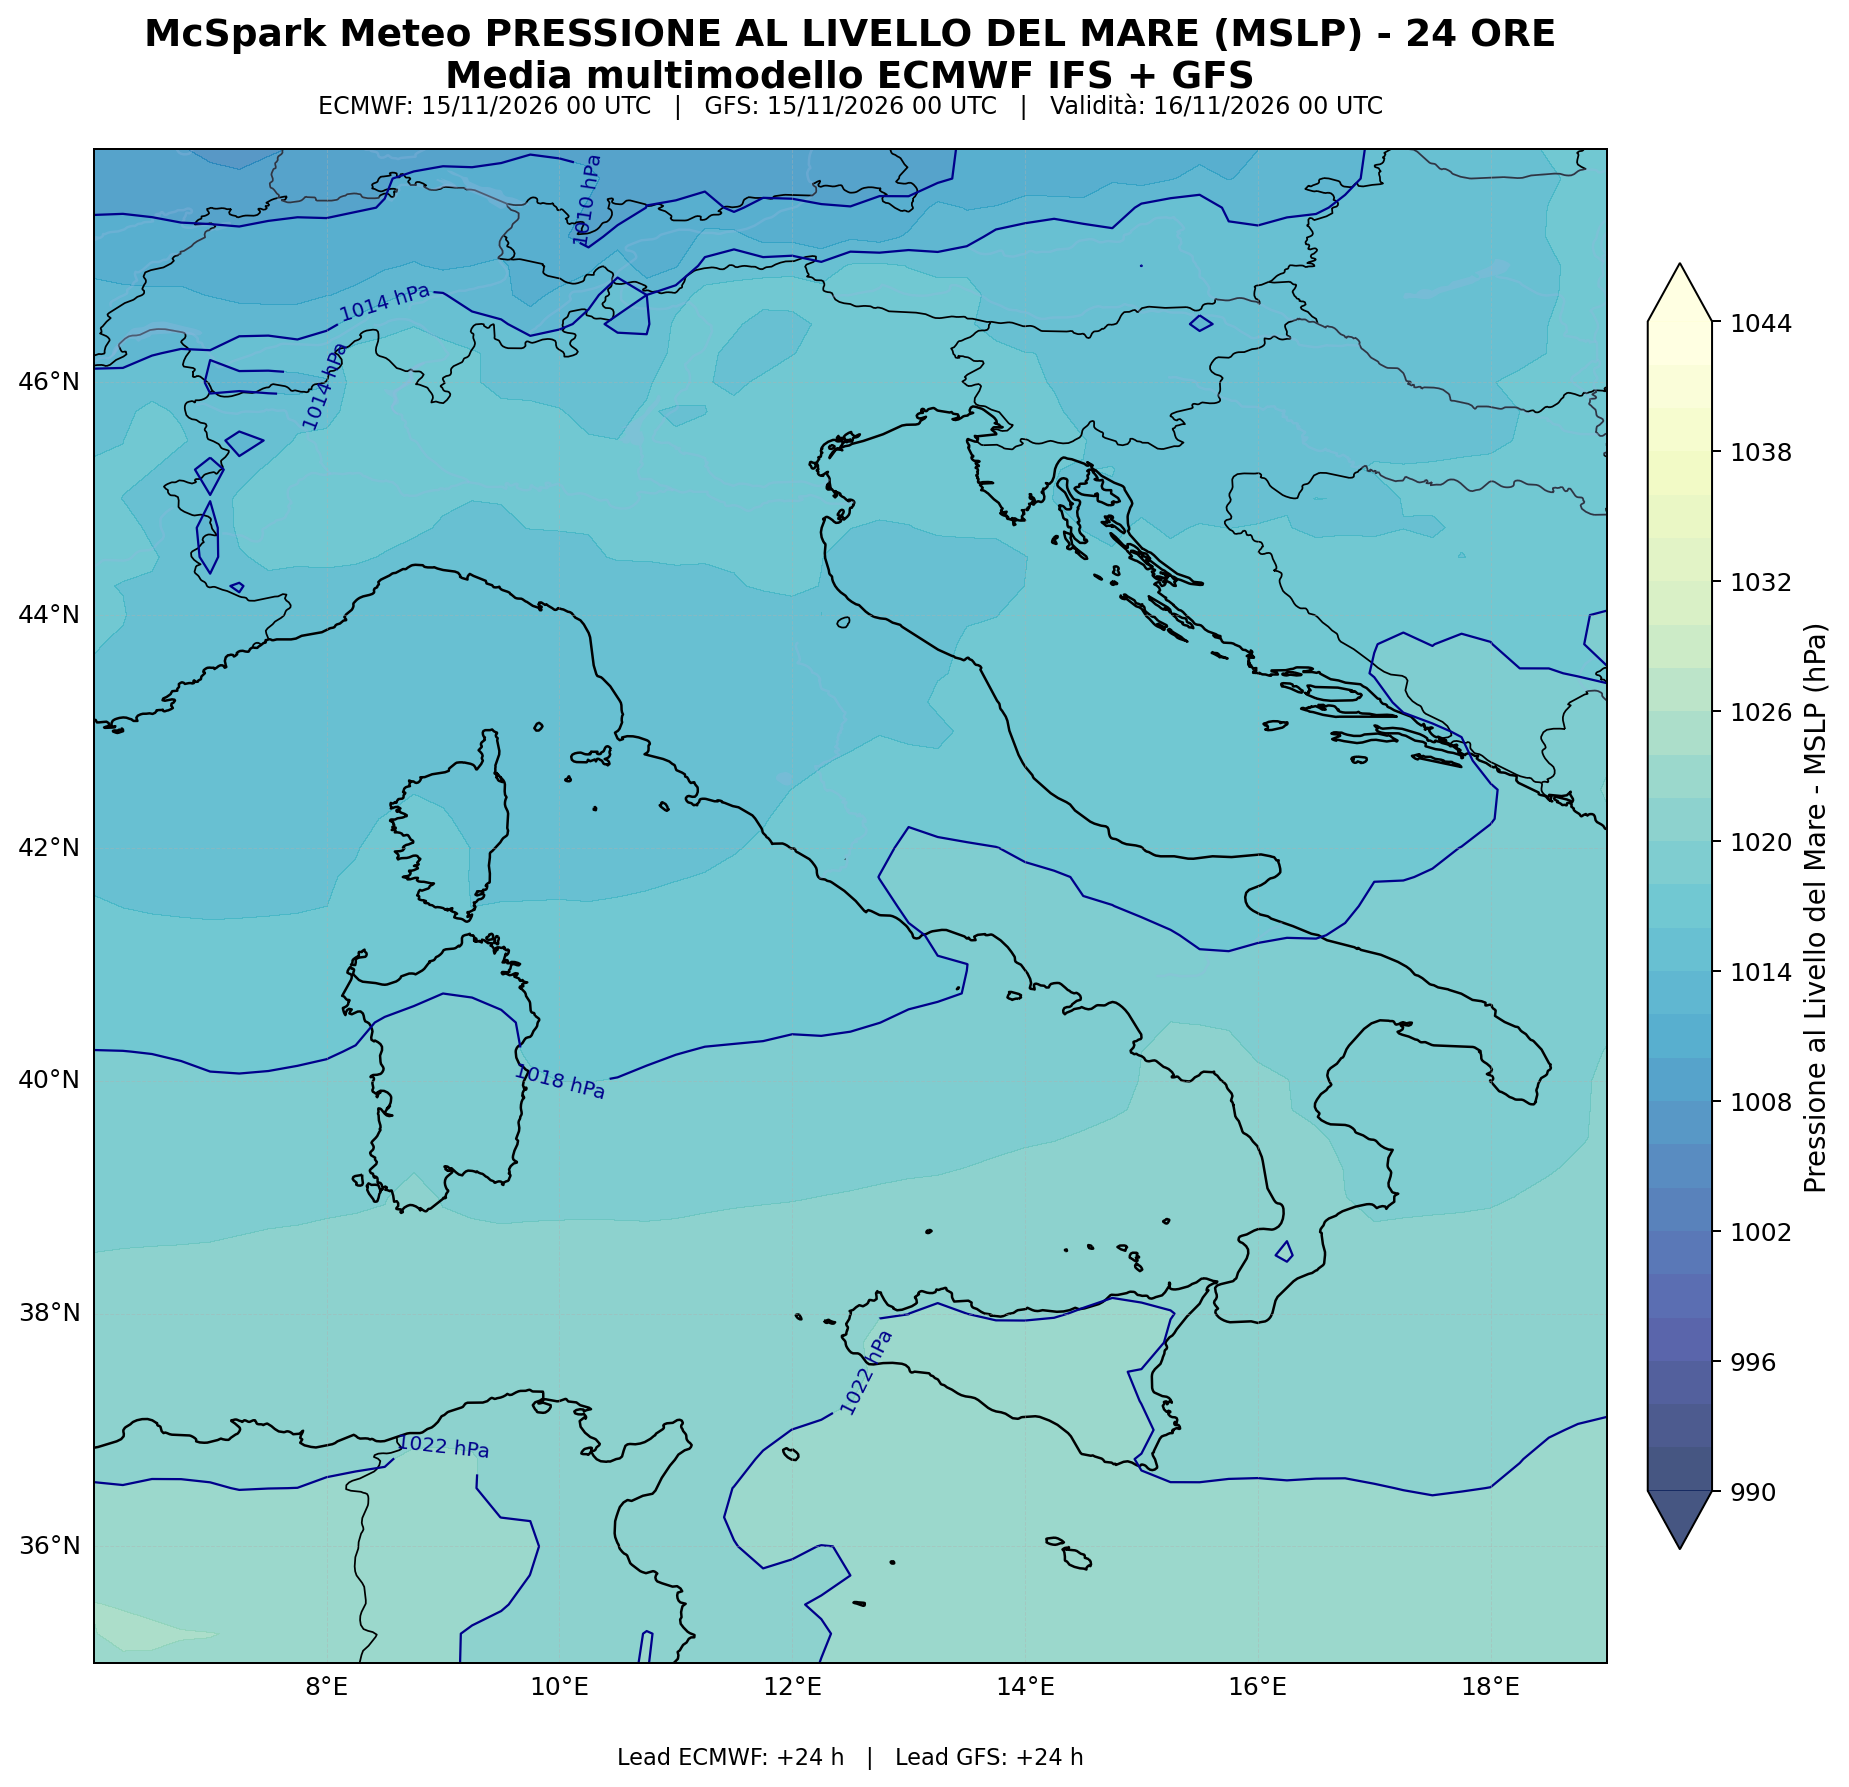 McSpark Meteo PRESSIONE AL LIVELLO DEL MARE (MSLP) - 24 ORE
Media multimodello ECMWF IFS + GFS
ECMWF: 15/11/2026 00 UTC | GFS: 15/11/2026 00 UTC | Validità: 16/11/2026 00 UTC
1010 hPa
1014 hPa
1014 hPa
1018 hPa
1022 hPa
1022 hPa
46°N
44°N
42°N
40°N
38°N
36°N
8°E
10°E
12°E
14°E
16°E
18°E
1044
1038
1032
1026
1020
1014
1008
1002
996
990
Pressione al Livello del Mare - MSLP (hPa)
Lead ECMWF: +24 h | Lead GFS: +24 h